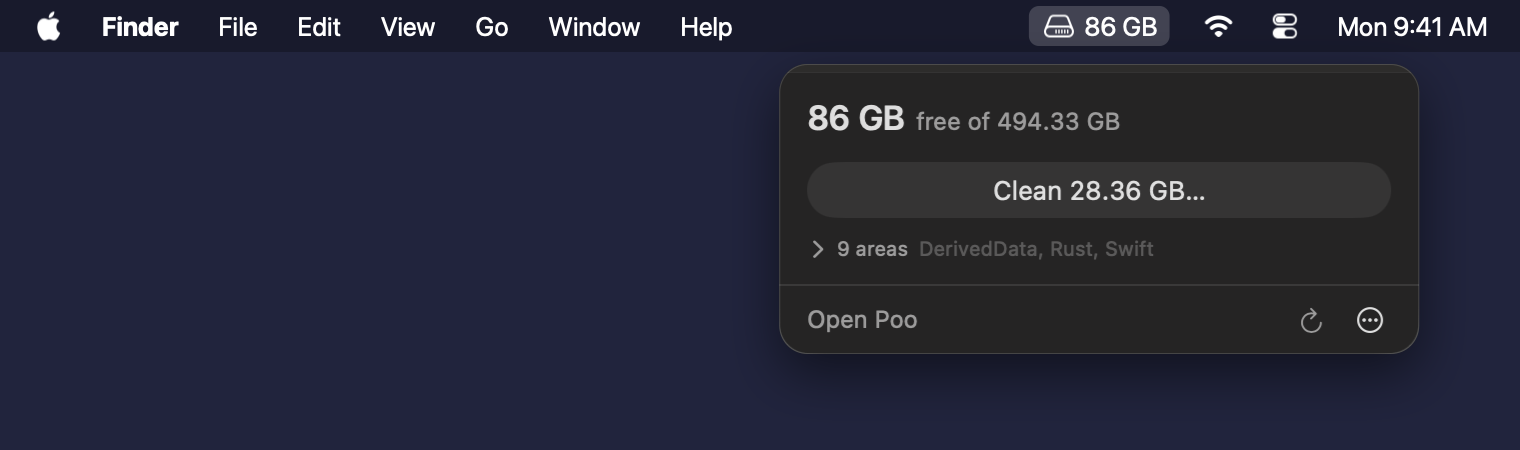 Finder File Edit View Go Window Help 86 GB Mon 9:41 AM
86 GB free of 494.33 GB
Clean 28.36 GB...
9 areas DerivedData, Rust, Swift
Open Poo